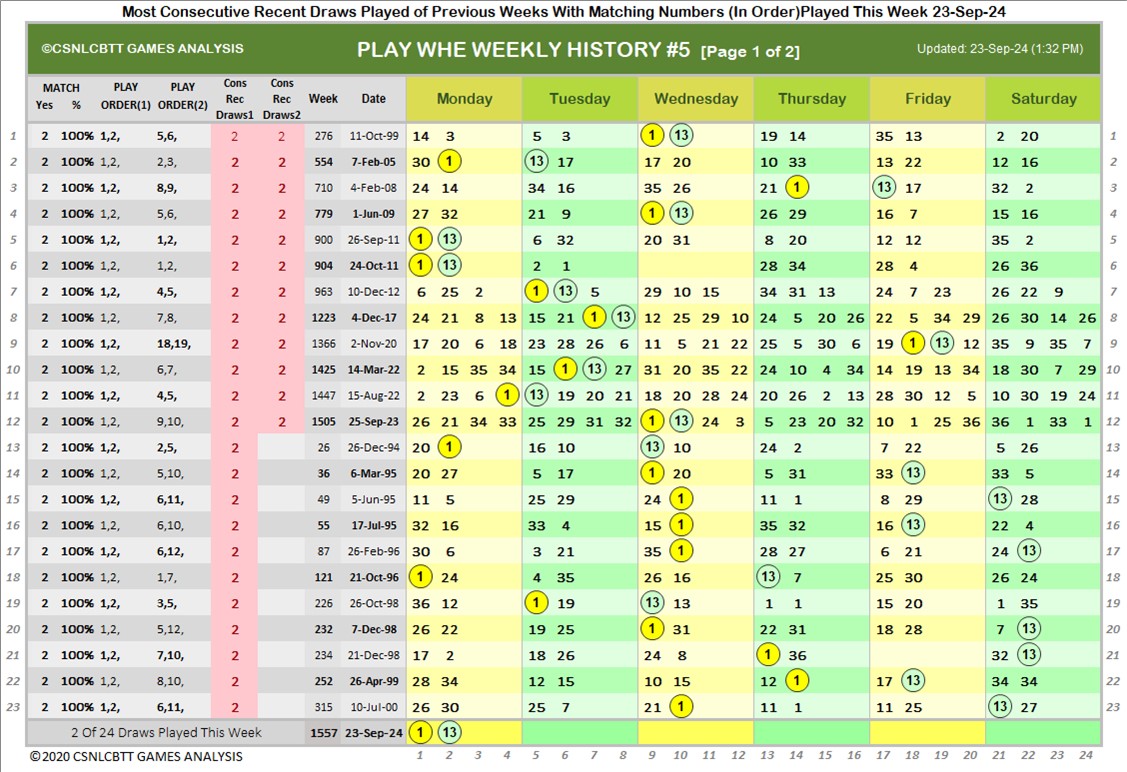 Most Consecutive Recent Draws Played of Previous Weeks With Matching Numbers (In Order)Played This Week 23-Sep-24
©CSNLCBTT GAMES ANALYSIS PLAY WHE WEEKLY HISTORY #5 [Page 1 of 2] Updated: 23-Sep-24 (1:32 PM)
MATCH Yes % PLAY ORDER(1) PLAY ORDER(2) Cons Rec Draws1 Cons Rec Draws2 Week Date Monday Tuesday Wednesday Thursday Friday Saturday
1 2 100% 1,2, 5,6, 2 2 276 11-Oct-99 14 3 5 3 1 13 19 14 35 13 2 20 1
2 2 100% 1,2, 2,3, 2 2 554 7-Feb-05 30 1 13 17 17 20 10 33 13 22 12 16 2
3 2 100% 1,2, 8,9, 2 2 710 4-Feb-08 24 14 34 16 35 26 21 1 13 17 32 2 3
4 2 100% 1,2, 5,6, 2 2 779 1-Jun-09 27 32 21 9 1 13 26 29 16 7 15 16 4
5 2 100% 1,2, 1,2, 2 2 900 26-Sep-11 1 13 6 32 20 31 8 20 12 12 35 2 5
6 2 100% 1,2, 1,2, 2 2 904 24-Oct-11 1 13 2 1 28 34 28 4 26 36 6
7 2 100% 1,2, 4,5, 2 2 963 10-Dec-12 6 25 2 1 13 5 29 10 15 34 31 13 24 7 23 26 22 9 7
8 2 100% 1,2, 7,8, 2 2 1223 4-Dec-17 24 21 8 13 15 21 1 13 12 25 29 10 24 5 20 16 22 5 34 29 26 30 14 26 8
9 2 100% 1,2, 18,19, 2 2 1366 2-Nov-20 17 20 6 18 23 28 26 6 11 5 21 22 25 5 30 6 19 1 13 12 35 9 35 7 9
10 2 100% 1,2, 6,7, 2 2 1425 14-Mar-22 2 15 35 34 15 1 13 27 31 20 35 22 24 10 4 34 14 19 13 34 18 30 7 29 10
11 2 100% 1,2, 4,5, 2 2 1447 15-Aug-22 2 23 6 1 13 19 20 21 18 20 28 24 20 26 2 13 28 30 12 5 10 30 19 24 11
12 2 100% 1,2, 9,10, 2 2 1505 25-Sep-23 26 21 34 33 25 29 31 32 1 13 24 3 5 23 20 32 10 1 25 36 36 1 33 1 12
13 2 100% 1,2, 2,5, 2 26 26-Dec-94 20 1 16 10 13 10 24 2 7 22 5 26 13
14 2 100% 1,2, 5,10, 2 36 6-Mar-95 20 27 5 17 1 20 5 31 33 13 33 5 14
15 2 100% 1,2, 6,11, 2 49 5-Jun-95 11 5 25 29 24 1 11 1 8 29 13 28 15
16 2 100% 1,2, 6,10, 2 55 17-Jul-95 32 16 33 4 15 1 35 32 16 13 22 4 16
17 2 100% 1,2, 6,12, 2 87 26-Feb-96 30 6 3 21 35 1 28 27 6 21 24 13 17
18 2 100% 1,2, 1,7, 2 121 21-Oct-96 1 24 4 35 26 16 13 7 25 30 26 24 18
19 2 100% 1,2, 3,5, 2 226 26-Oct-98 36 12 1 19 13 13 1 1 15 20 1 35 19
20 2 100% 1,2, 5,12, 2 232 7-Dec-98 26 22 19 25 1 31 22 31 18 28 7 13 20
21 2 100% 1,2, 7,10, 2 234 21-Dec-98 17 2 18 26 24 8 1 36 32 13 21
22 2 100% 1,2, 8,10, 2 252 26-Apr-99 28 34 12 15 10 15 12 1 17 13 34 34 22
23 2 100% 1,2, 6,11, 2 315 10-Jul-00 26 30 25 7 21 1 11 1 11 25 13 27 23
2 Of 24 Draws Played This Week 1557 23-Sep-24 1 13
©2020 CSNLCBTT GAMES ANALYSIS 1 2 3 4 5 6 7 8 9 10 11 12 13 14 15 16 17 18 19 20 21 22 23 24